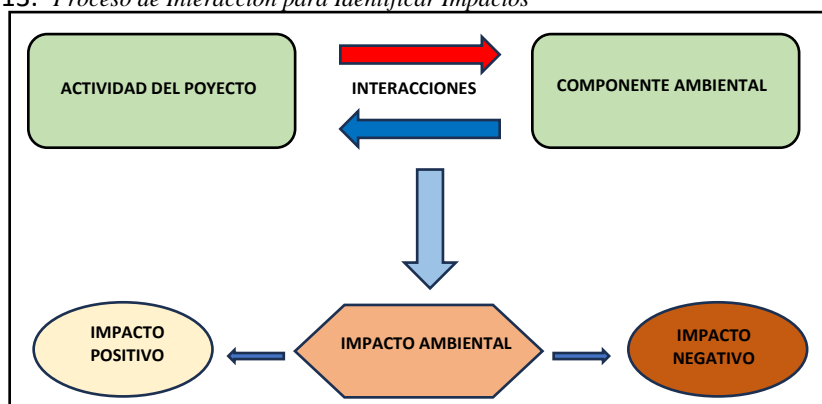 13. Proceso de Interacción para Identificar Impactos
ACTIVIDAD DEL POYECTO
INTERACCIONES
COMPONENTE AMBIENTAL
IMPACTO
POSITIVO
IMPACTO AMBIENTAL
IMPACTO
NEGATIVO